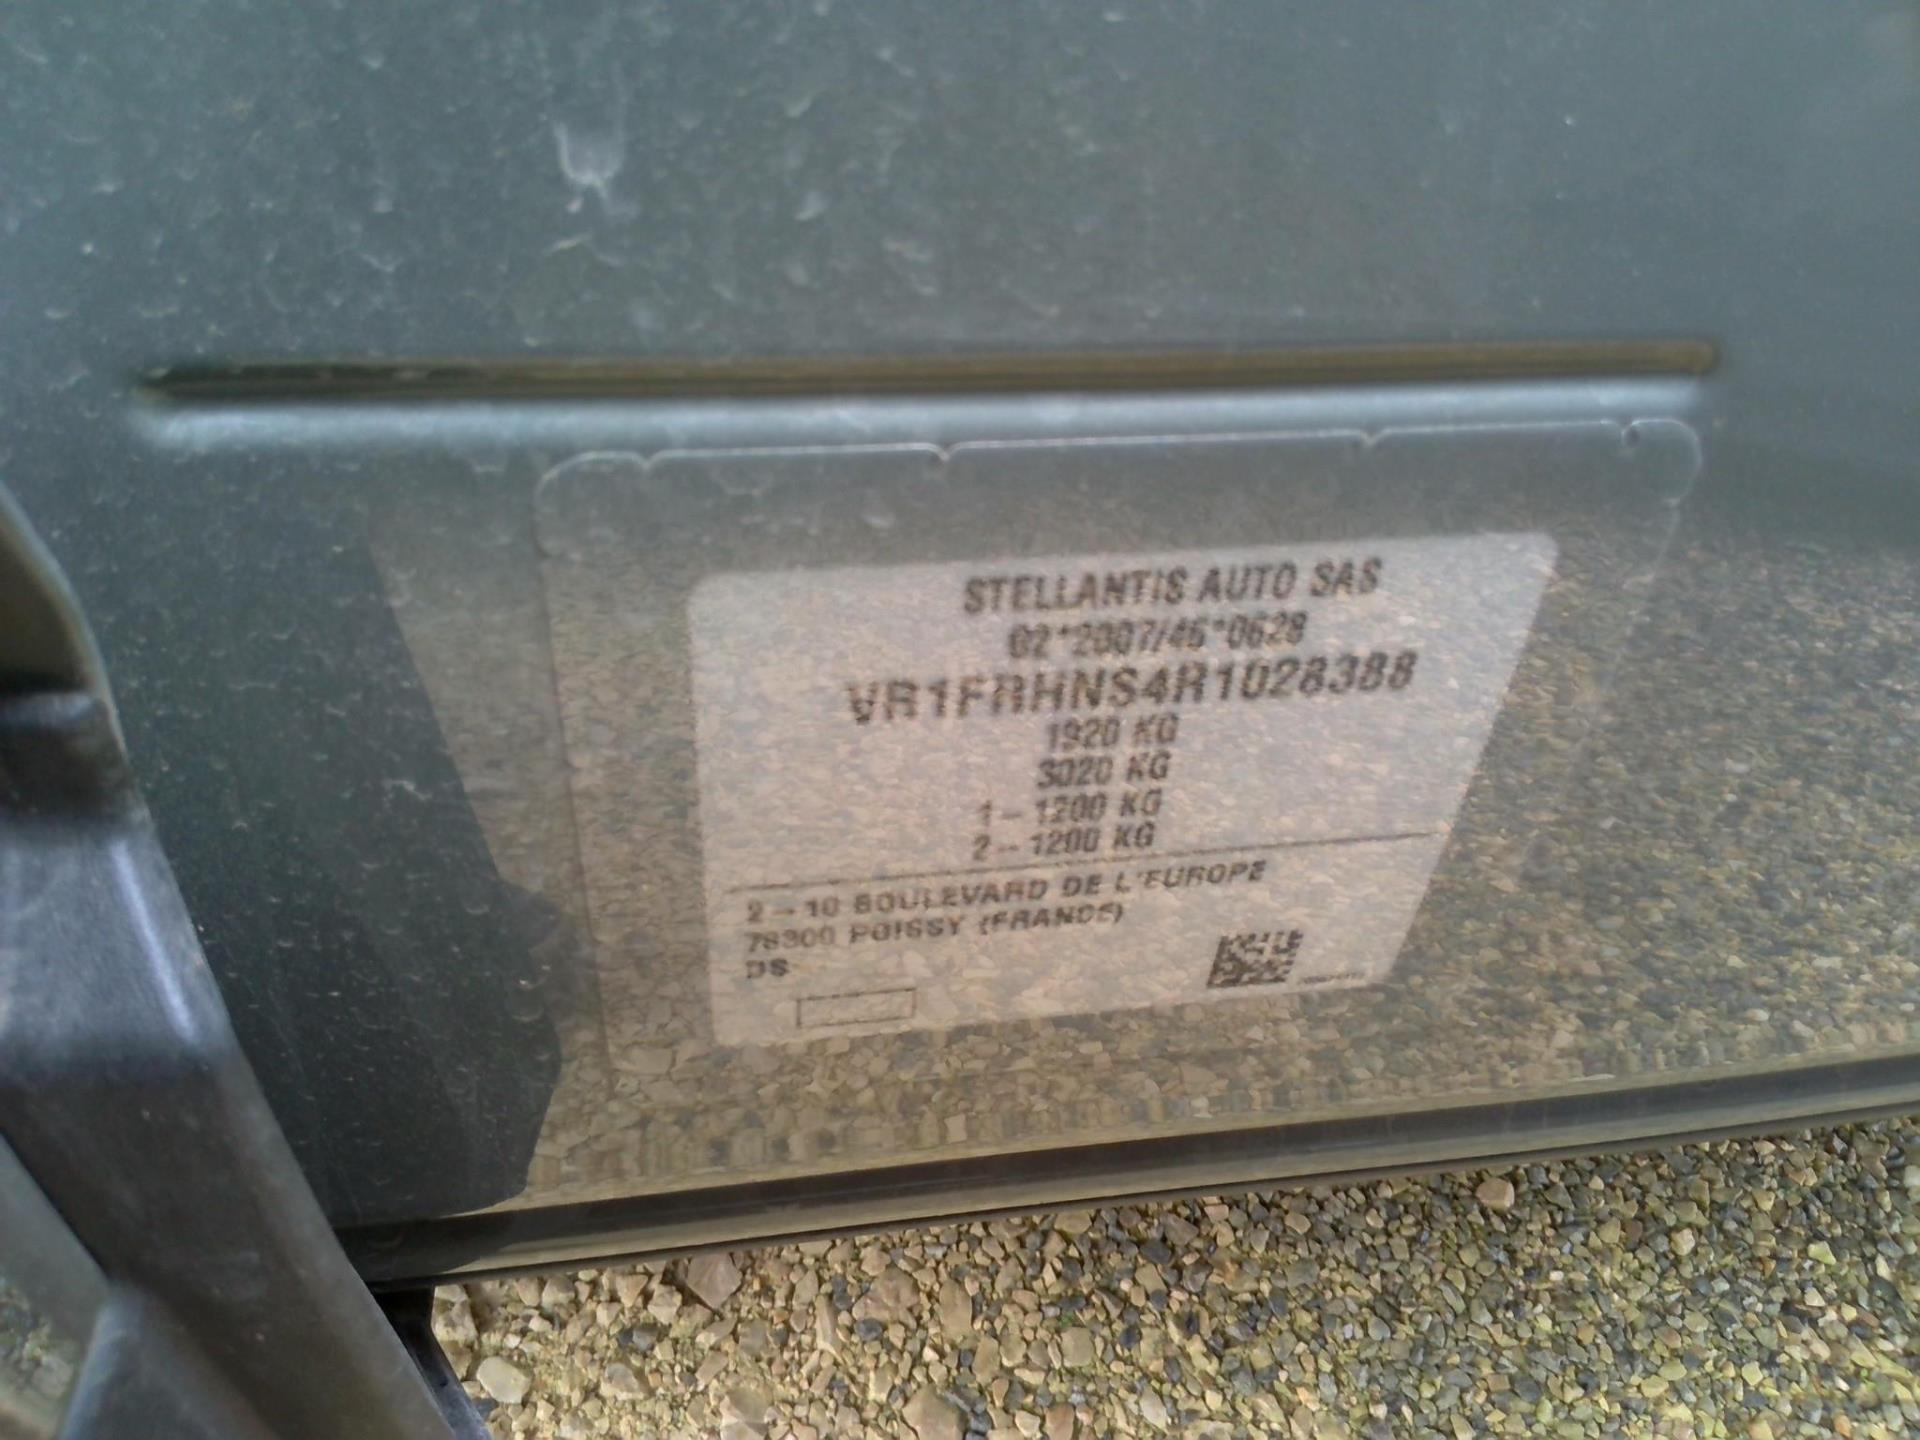 STELLANTIS AUTO SAS
02*2007/46*0628
VR1FRHNS4R1028388
1920 KG
3020 KG
1 - 1200 KG
2 - 1200 KG
2 - 10 BOULEVARD DE L'EUROPE
78300 POISSY (FRANCE)
DS